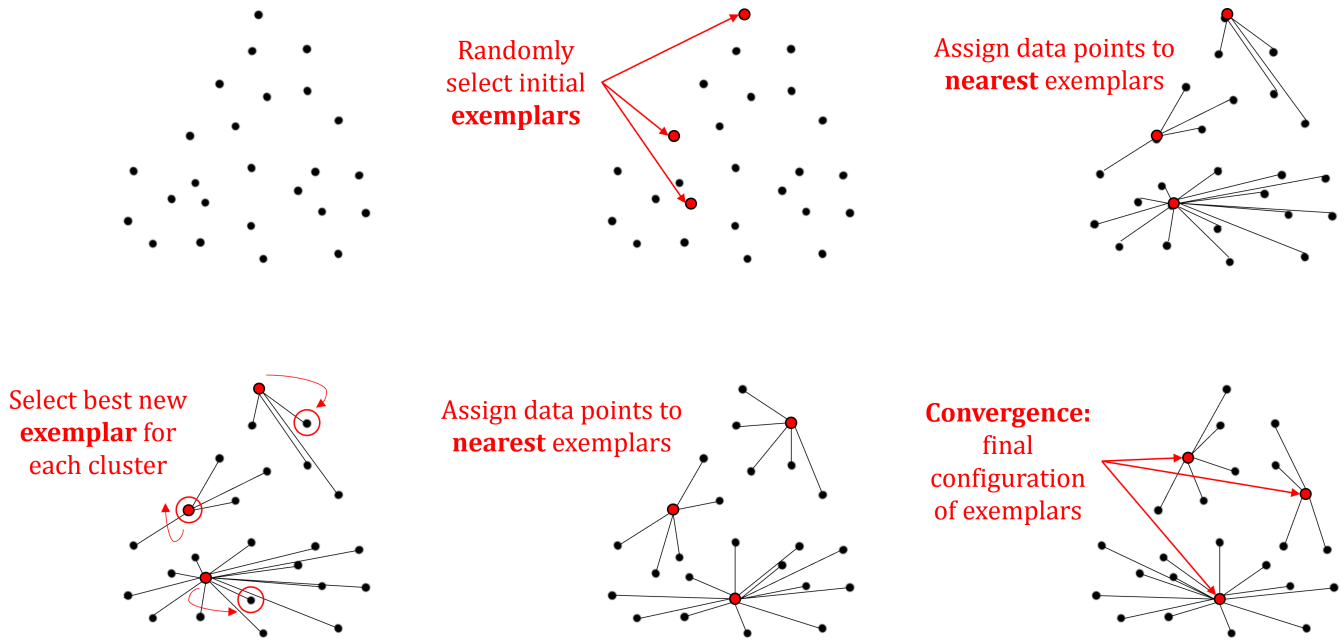 Randomly
select initial
exemplars
Assign data points to
nearest exemplars
Select best new
exemplar for
each cluster
Assign data points to
nearest exemplars
Convergence:
final
configuration
of exemplars